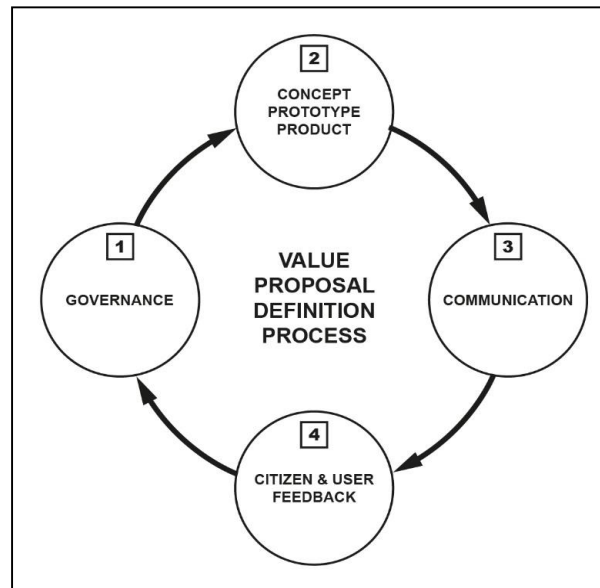 2
CONCEPT
PROTOTYPE
PRODUCT
1
GOVERNANCE
VALUE
PROPOSAL
DEFINITION
PROCESS
3
COMMUNICATION
4
CITIZEN & USER
FEEDBACK